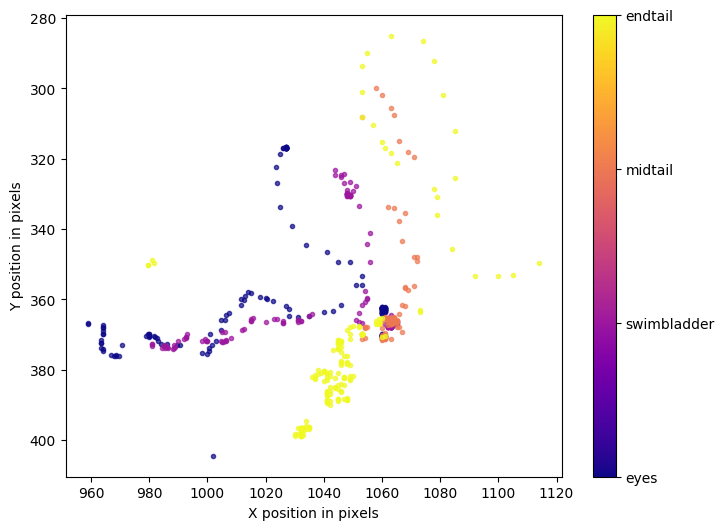 280
300
320
340
360
380
400
Y position in pixels
960
980
1000
1020
1040
1060
1080
1100
1120
X position in pixels
endtail
midtail
swimbladder
eyes